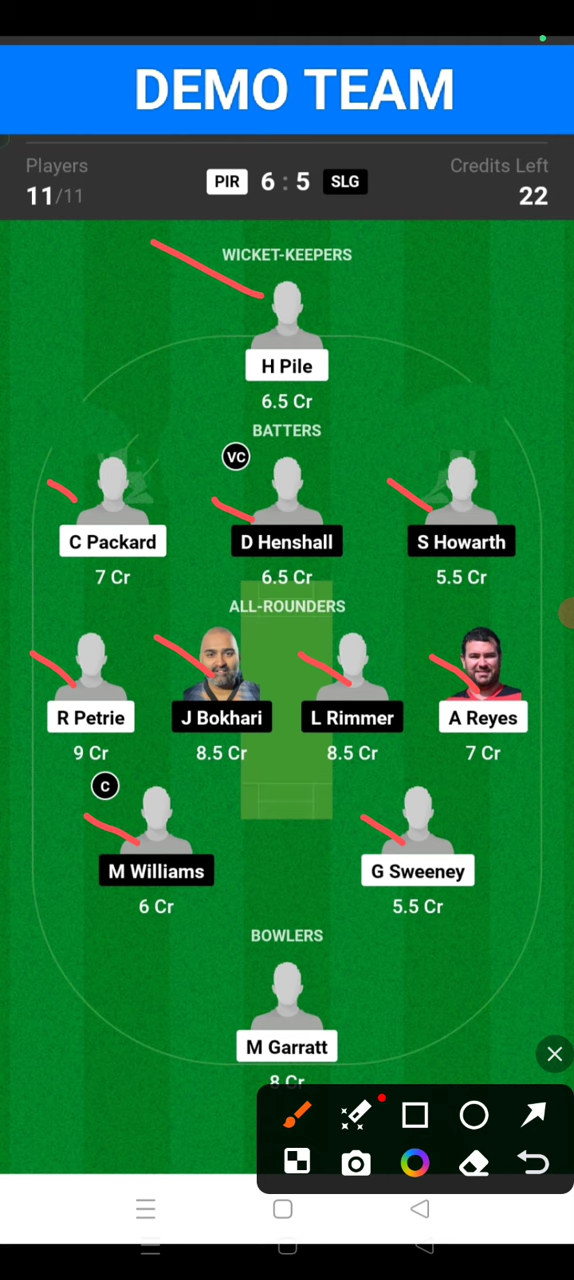 DEMO TEAM
Players
Credits Left
11/11
PIR 6 : 5 SLG
22
WICKET-KEEPERS
H Pile
6.5 Cr
BATTERS
VC
C Packard
D Henshall
S Howarth
7 Cr
6.5 Cr
5.5 Cr
ALL-ROUNDERS
R Petrie
J Bokhari
L Rimmer
A Reyes
9 Cr
8.5 Cr
8.5 Cr
7 Cr
C
M Williams
G Sweeney
6 Cr
5.5 Cr
BOWLERS
M Garratt
8 Cr